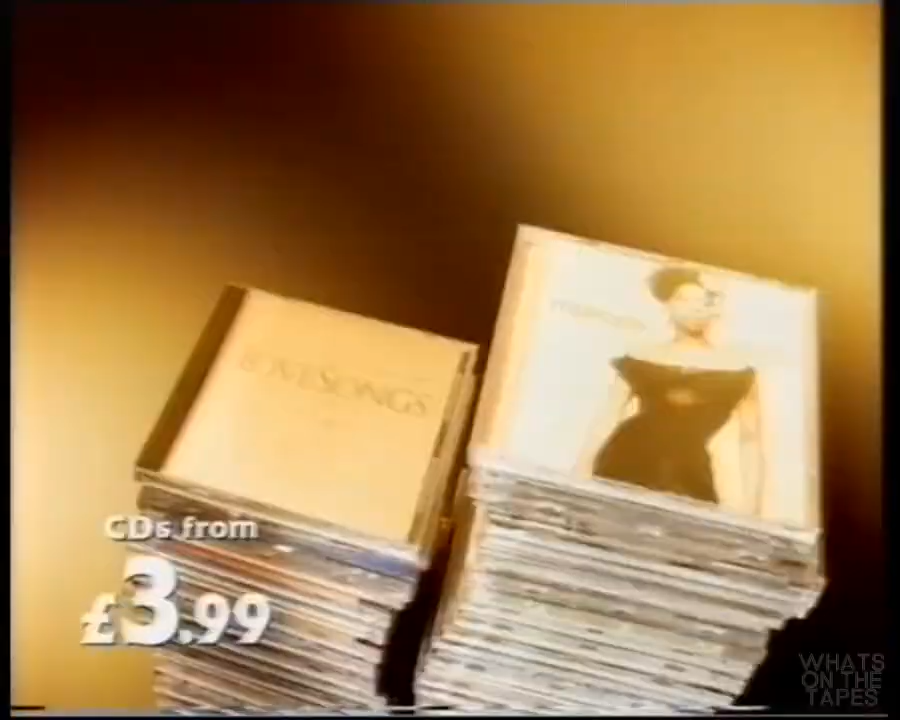 LOVESONGS
CDs from
£3.99
WHATS
ON THE
TAPES